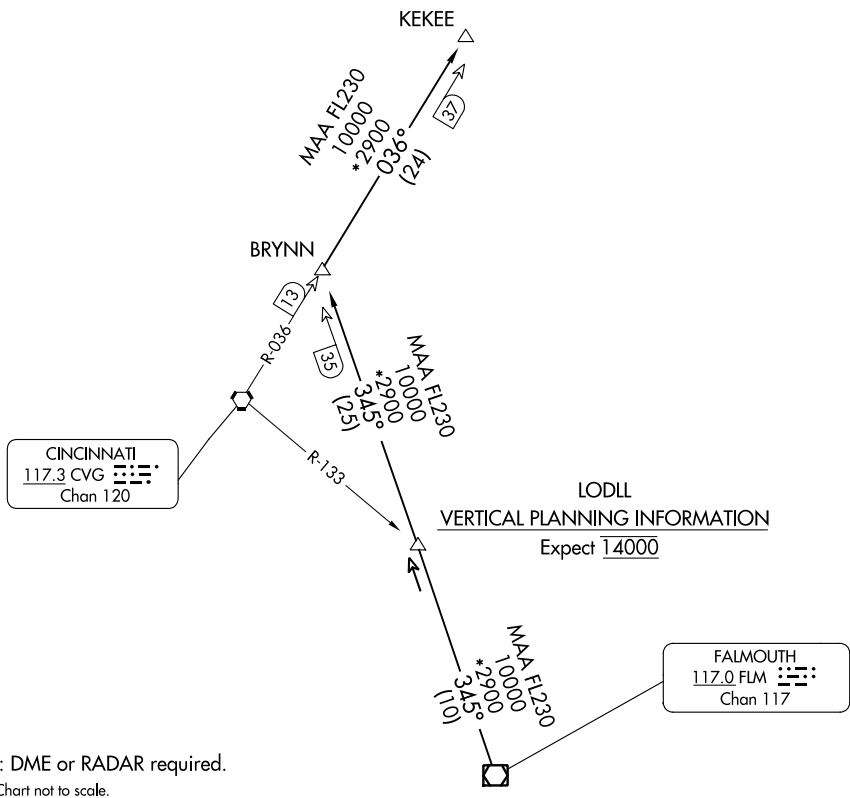 KEKEE
MAA FL230
10000
*2900
036°
(24)
37
BRYNN
13
R-036
35
MAA FL230
10000
*2900
345°
(25)
CINCINNATI
117.3 CVG
Chan 120
R-133
LODLL
VERTICAL PLANNING INFORMATION
Expect 14000
MAA FL230
10000
*2900
345°
(10)
FALMOUTH
117.0 FLM
Chan 117
: DME or RADAR required.
Chart not to scale.